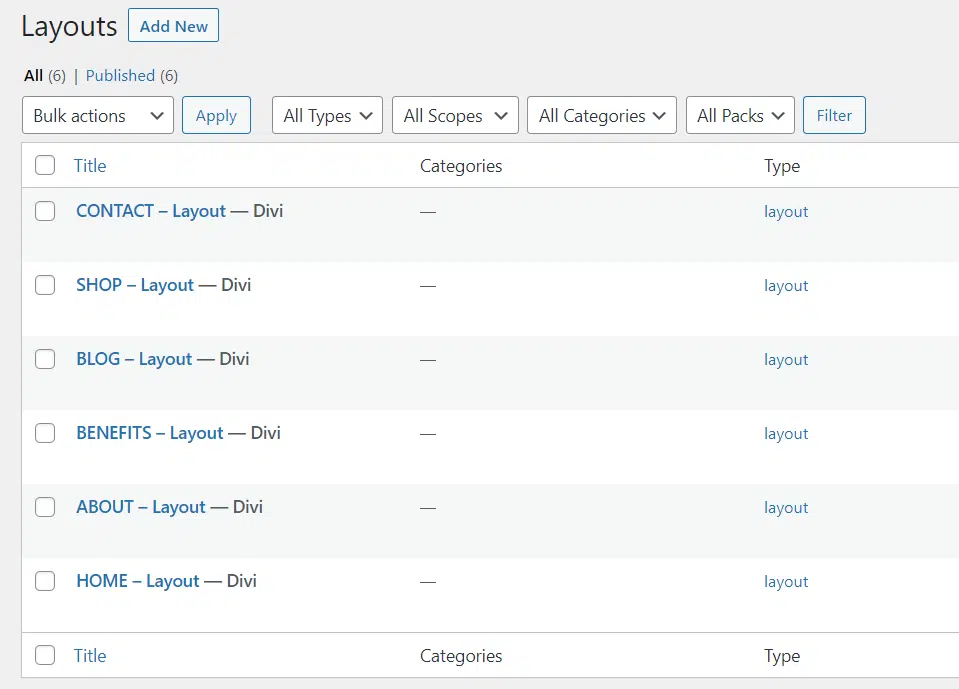 Layouts Add New
All (6) | Published (6)
Bulk actions Apply All Types All Scopes All Categories All Packs Filter
Title Categories Type
CONTACT – Layout — Divi — layout
SHOP – Layout — Divi — layout
BLOG – Layout — Divi — layout
BENEFITS – Layout — Divi — layout
ABOUT – Layout — Divi — layout
HOME – Layout — Divi — layout
Title Categories Type